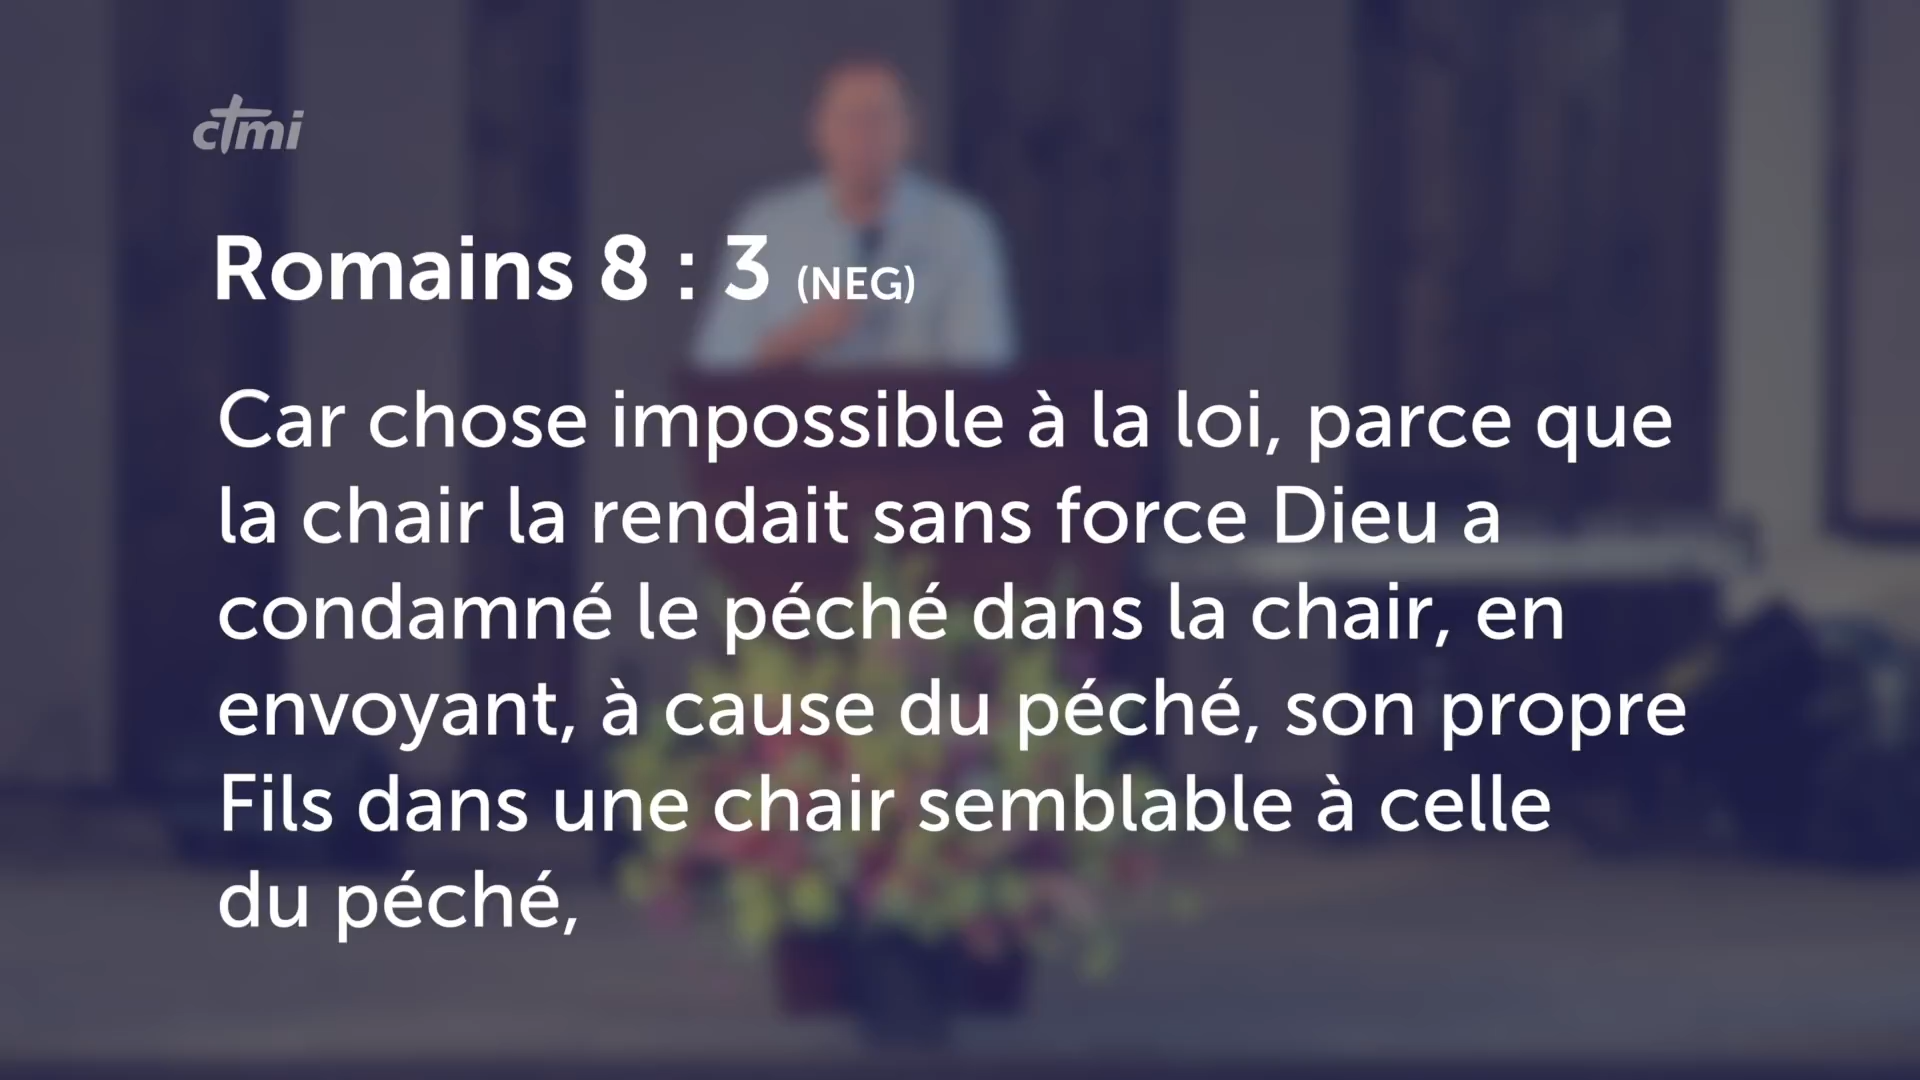 ctmi
Romains 8 : 3 (NEG)
Car chose impossible à la loi, parce que
la chair la rendait sans force Dieu a
condamné le péché dans la chair, en
envoyant, à cause du péché, son propre
Fils dans une chair semblable à celle
du péché,